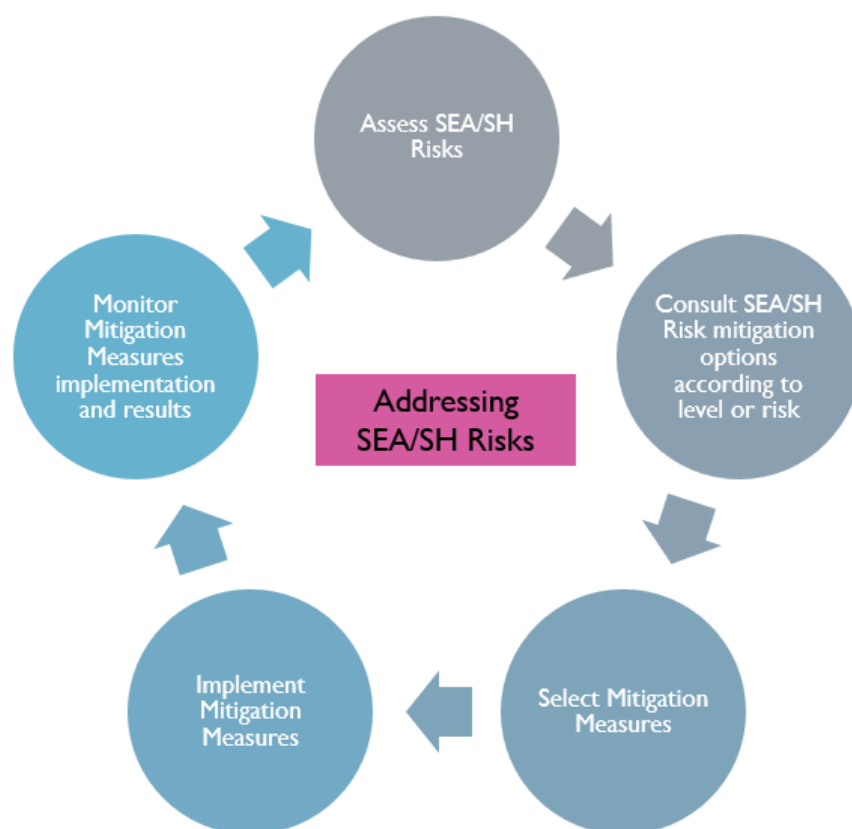 Assess SEA/SH
Risks
Consult SEA/SH
Risk mitigation
options
according to
level or risk
Select Mitigation
Measures
Implement
Mitigation
Measures
Monitor
Mitigation
Measures
implementation
and results
Addressing
SEA/SH Risks